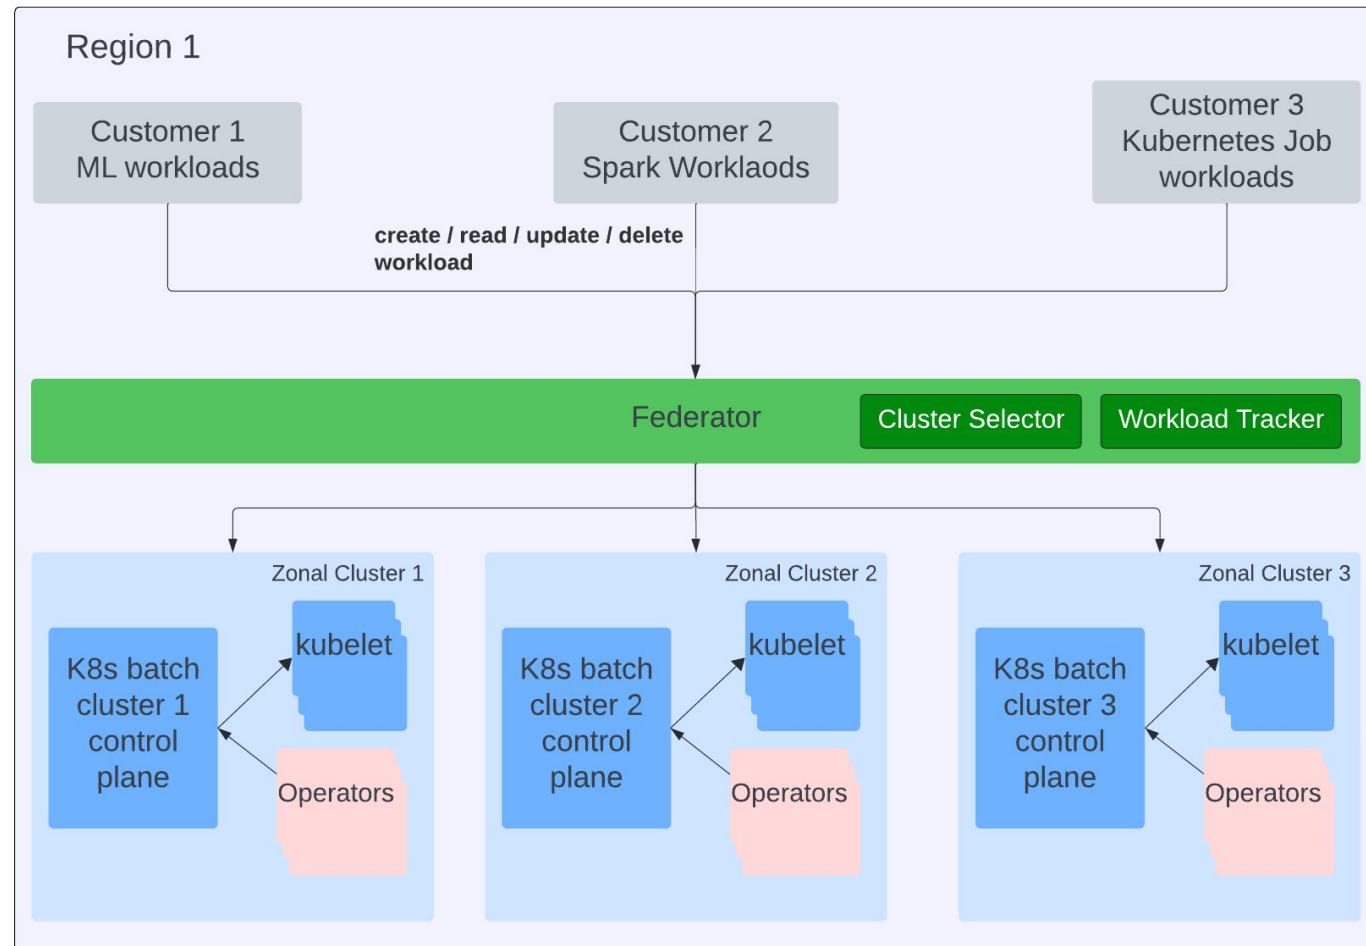 Region 1
Customer 1
ML workloads
Customer 2
Spark Worklaods
Customer 3
Kubernetes Job
workloads
create / read / update / delete
workload
Federator
Cluster Selector
Workload Tracker
Zonal Cluster 1
K8s batch
cluster 1
control
plane
kubelet
Operators
Zonal Cluster 2
K8s batch
cluster 2
control
plane
kubelet
Operators
Zonal Cluster 3
K8s batch
cluster 3
control
plane
kubelet
Operators